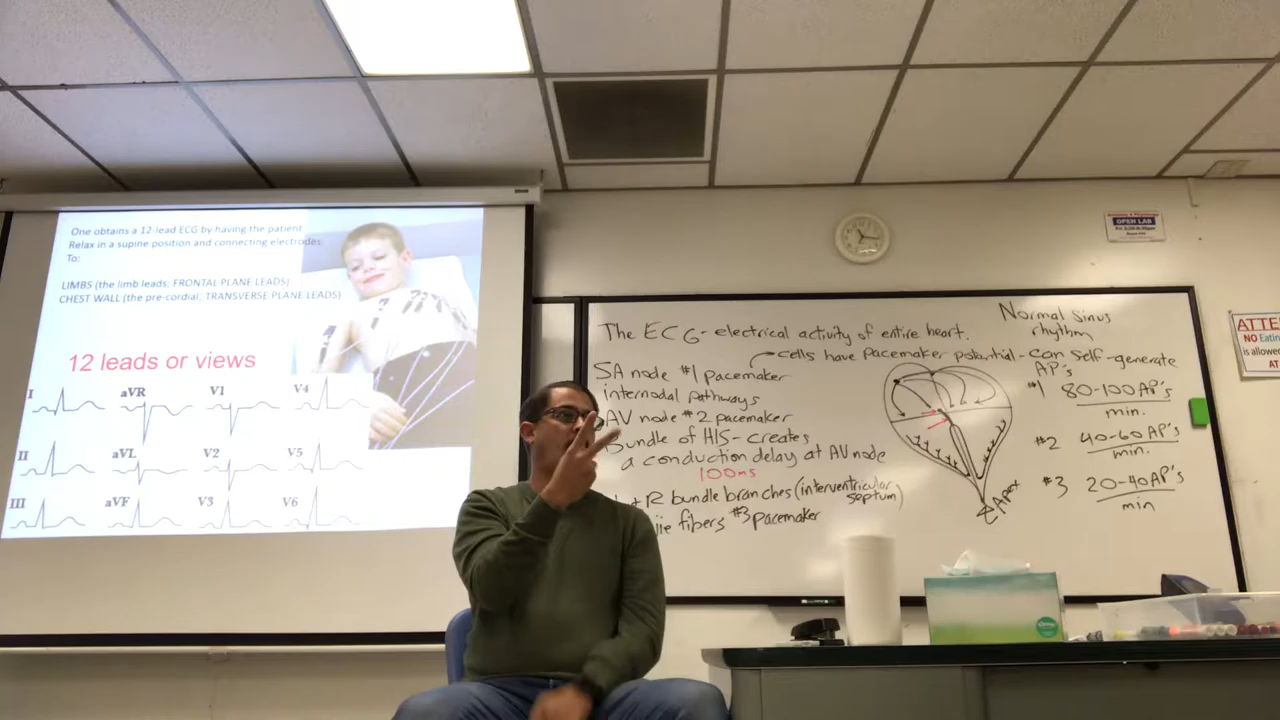 One obtains a 12-lead ECG by having the patient
Relax in a supine position and connecting electrodes
To:
LIMBS (the limb leads; FRONTAL PLANE LEADS)
CHEST WALL (the pre-cordial; TRANSVERSE PLANE LEADS)
12 leads or views
I aVR V1 V4
II aVL V2 V5
III aVF V3 V6
The ECG - electrical activity of entire heart.
cells have Pacemaker potential - can self-generate
AP's
SA node #1 pacemaker
internodal pathways
AV node #2 pacemaker
Bundle of HIS - creates
a conduction delay at AV node
100ms
+ R bundle branches (interventricular
septum)
fibers #3 pacemaker
Apex
Normal Sinus
rhythm
#1 80-100 AP's
min.
#2 40-60 AP's
min.
#3 20-40 AP's
min
OPEN LAB
ATTE
NO Eatin
is allowed
AT
Kleenex